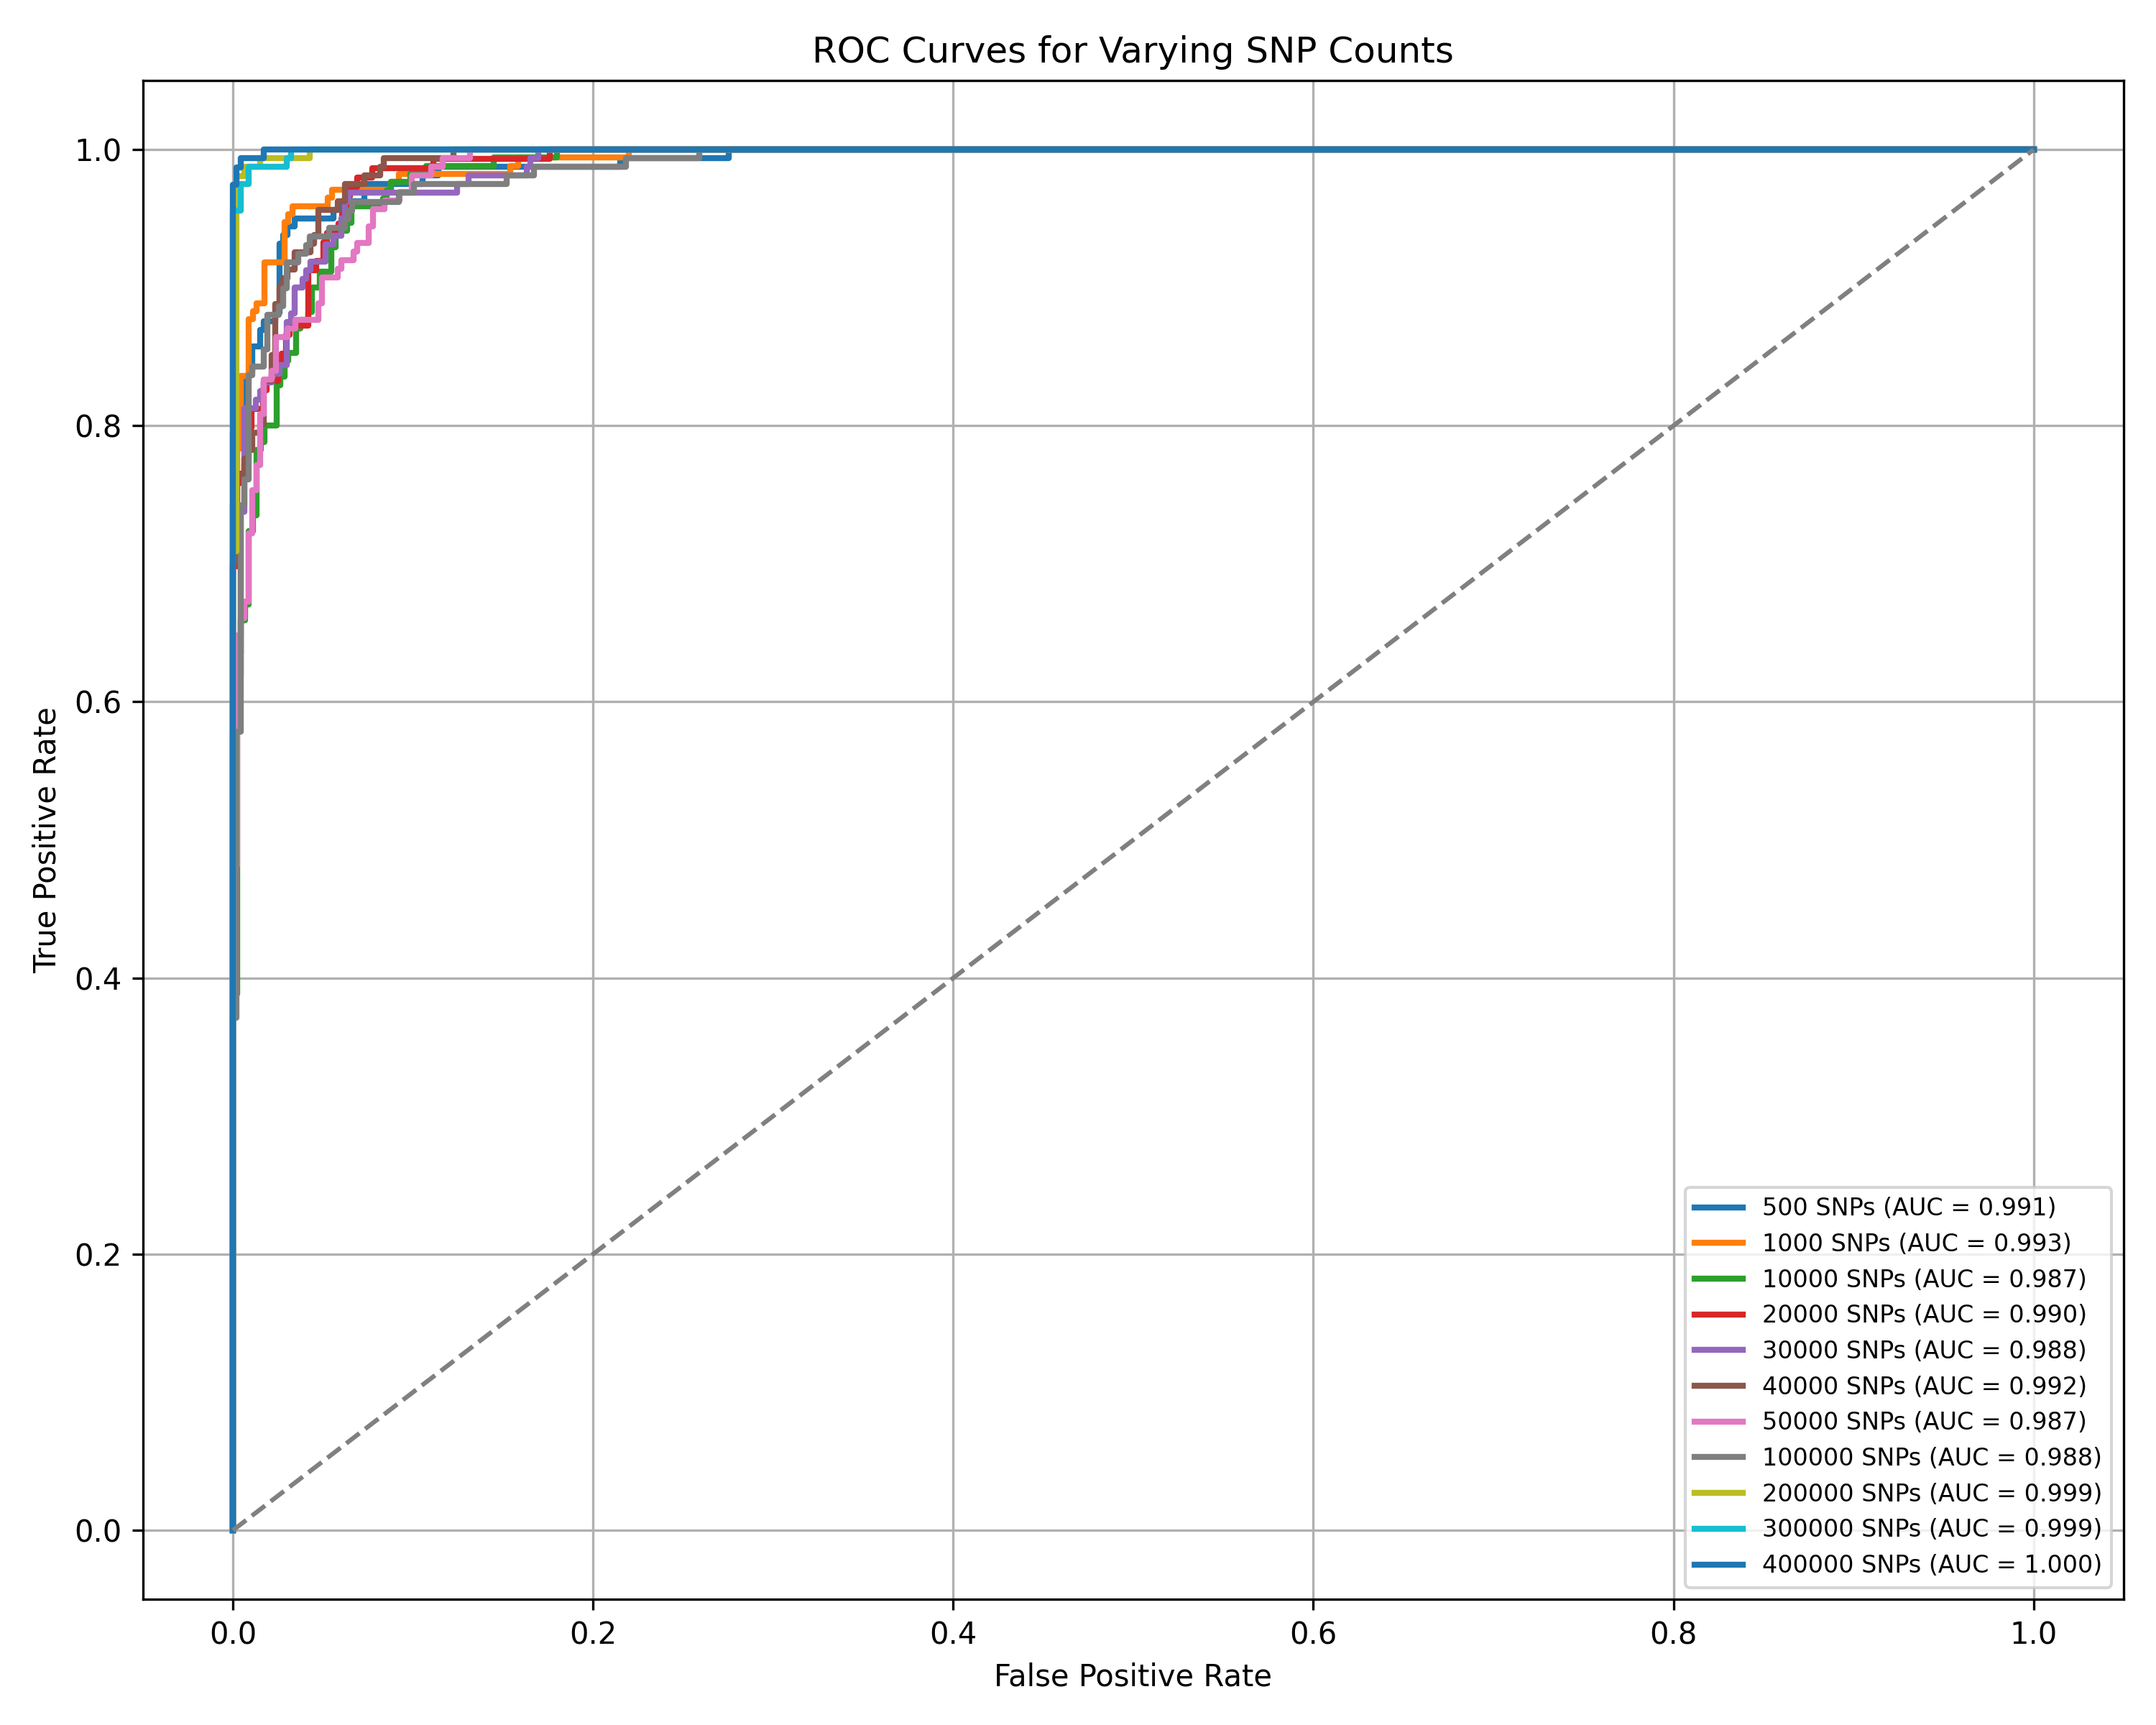 ROC Curves for Varying SNP Counts
1.0
0.8
0.6
0.4
0.2
0.0
True Positive Rate
0.0 0.2 0.4 0.6 0.8 1.0
False Positive Rate
500 SNPs (AUC = 0.991)
1000 SNPs (AUC = 0.993)
10000 SNPs (AUC = 0.987)
20000 SNPs (AUC = 0.990)
30000 SNPs (AUC = 0.988)
40000 SNPs (AUC = 0.992)
50000 SNPs (AUC = 0.987)
100000 SNPs (AUC = 0.988)
200000 SNPs (AUC = 0.999)
300000 SNPs (AUC = 0.999)
400000 SNPs (AUC = 1.000)